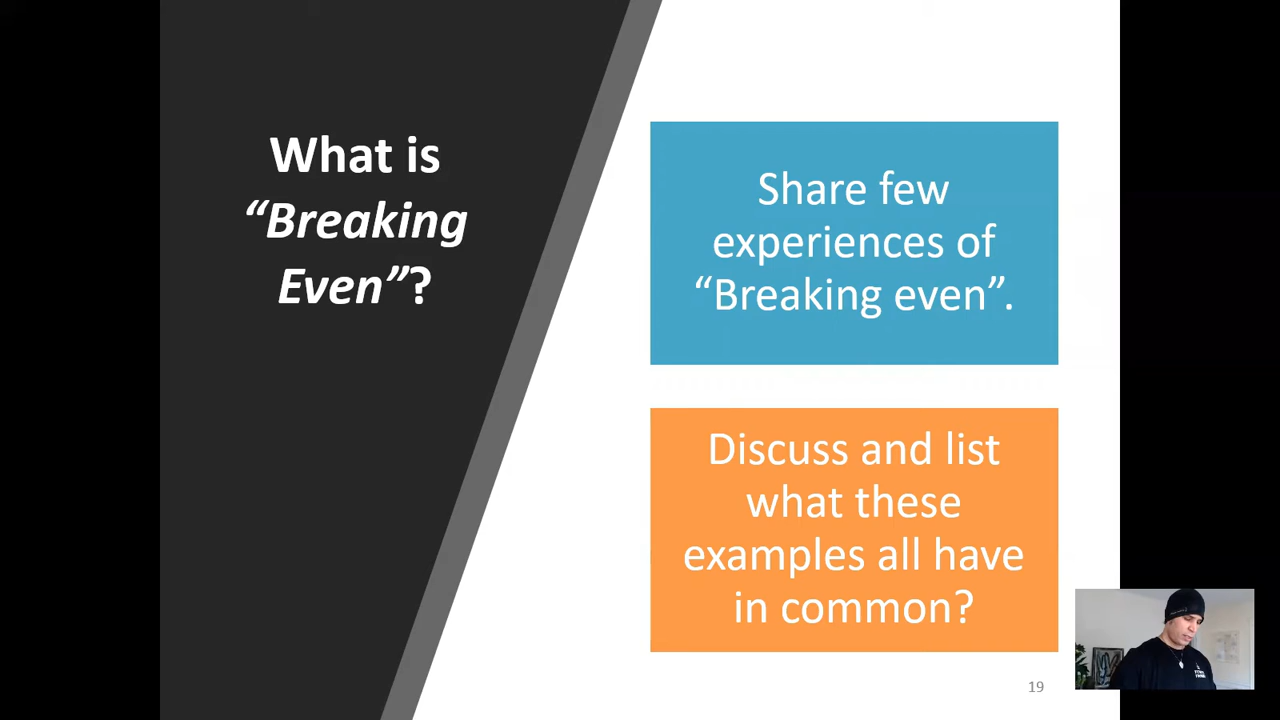 What is
“Breaking
Even”?
Share few
experiences of
“Breaking even”.
Discuss and list
what these
examples all have
in common?
19